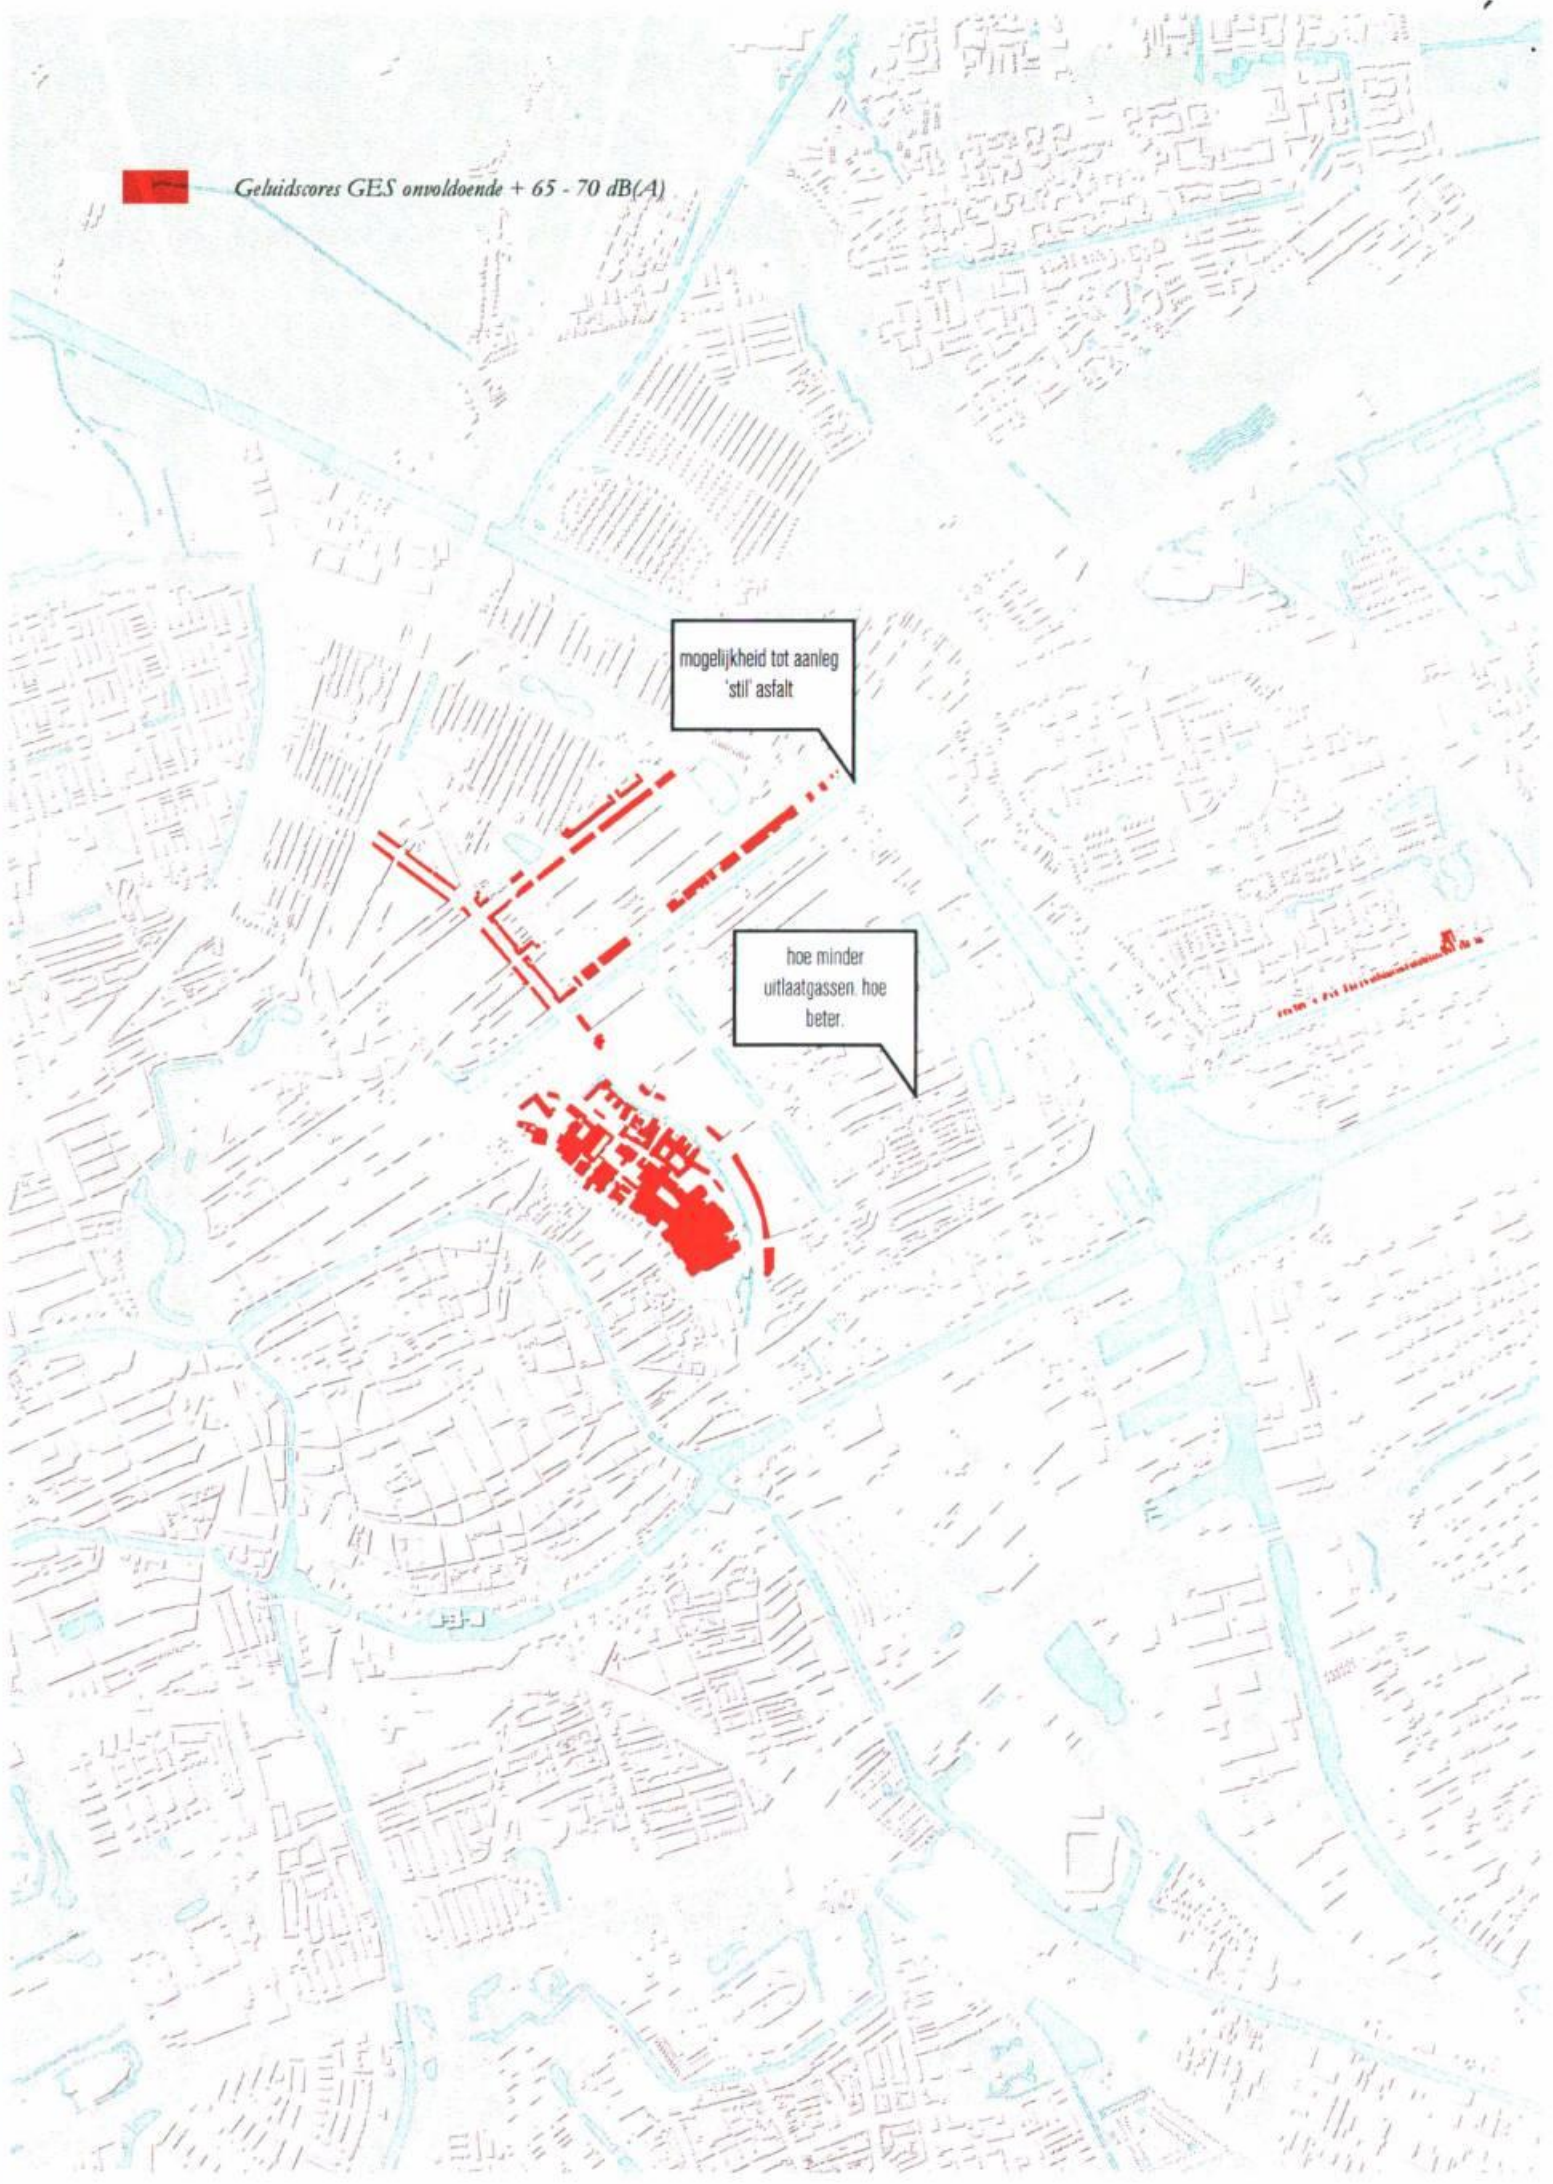 Geluidscores GES onvoldoende + 65 - 70 dB(A)
mogelijkheid tot aanleg
'stil' asfalt
hoe minder
uitlaatgassen, hoe
beter.